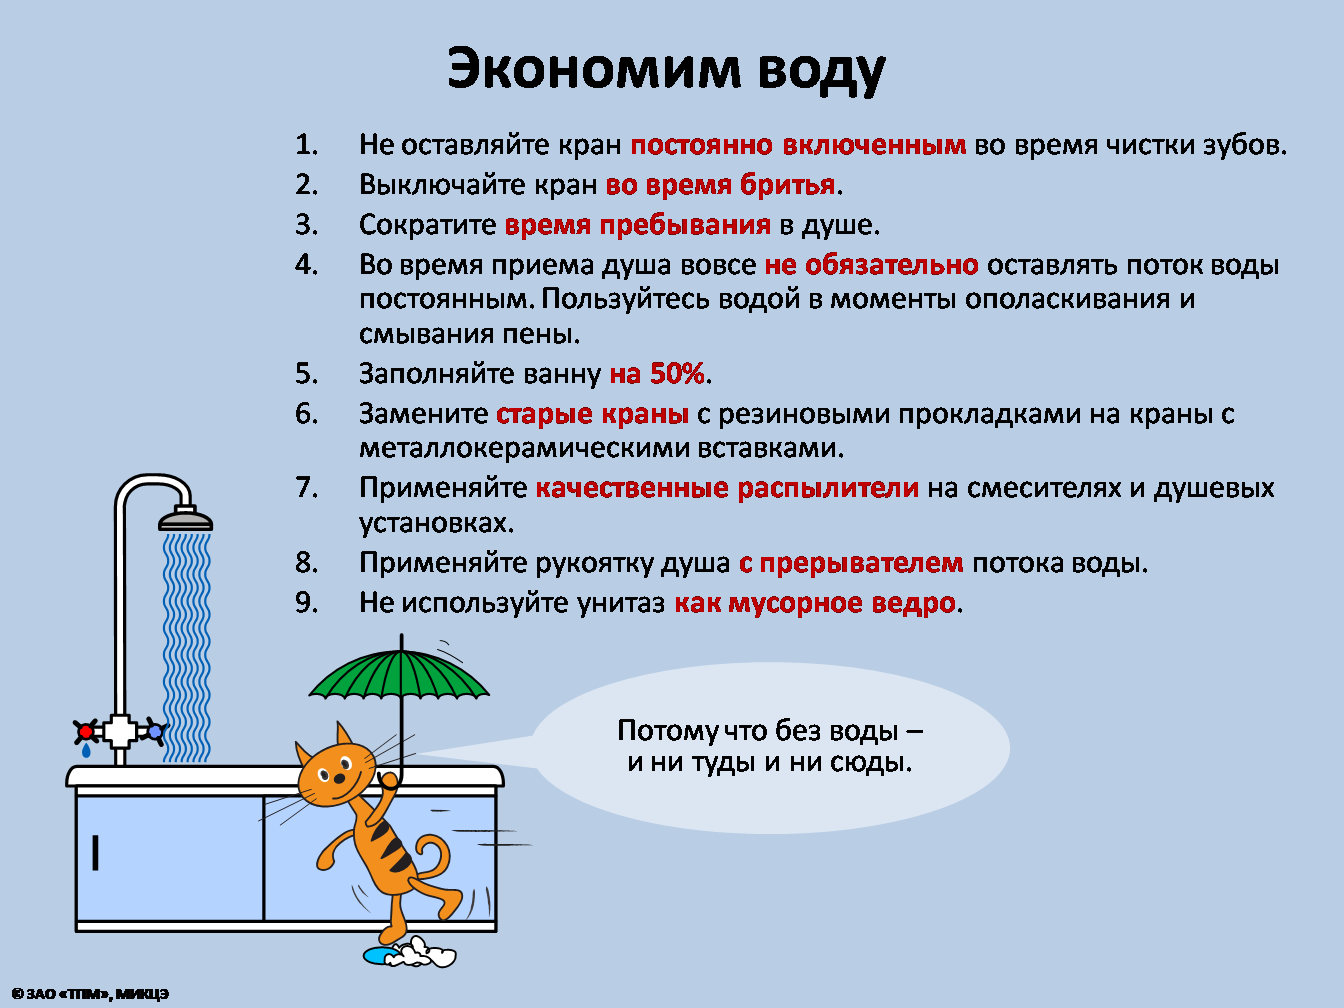 Экономим воду
1. Не оставляйте кран постоянно включенным во время чистки зубов.
2. Выключайте кран во время бритья.
3. Сократите время пребывания в душе.
4. Во время приема душа вовсе не обязательно оставлять поток воды
постоянным. Пользуйтесь водой в моменты ополаскивания и
смывания пены.
5. Заполняйте ванну на 50%.
6. Замените старые краны с резиновыми прокладками на краны с
металлокерамическими вставками.
7. Применяйте качественные распылители на смесителях и душевых
установках.
8. Применяйте рукоятку душа с прерывателем потока воды.
9. Не используйте унитаз как мусорное ведро.
Потому что без воды –
и ни туды и ни сюды.
© ЗАО «ТПМ», МИКЦЭ